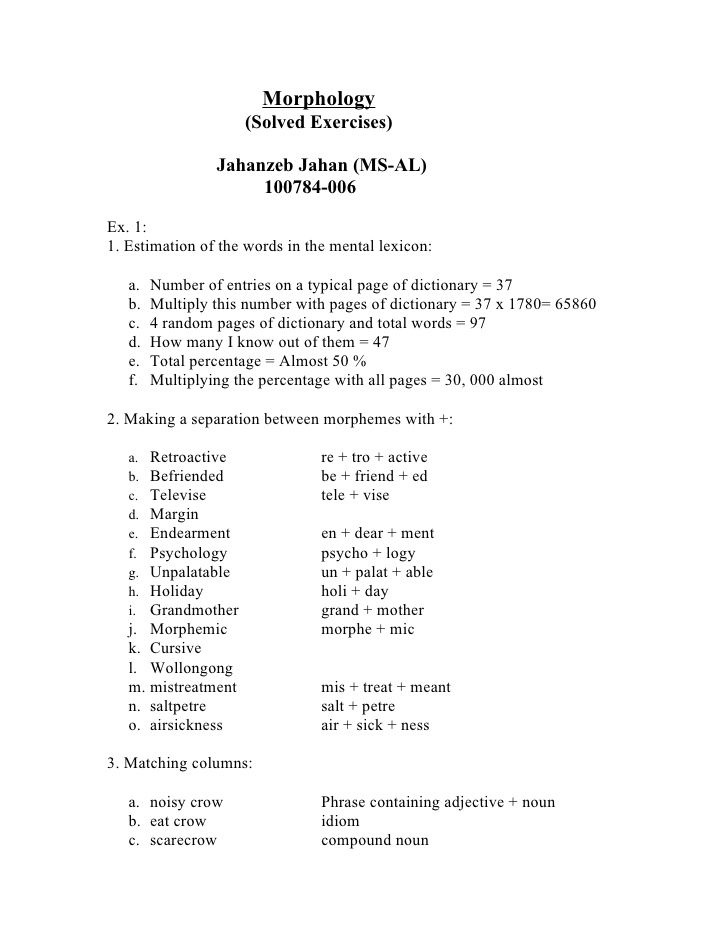 Morphology
(Solved Exercises)
Jahanzeb Jahan (MS-AL)
100784-006
Ex. 1:
1. Estimation of the words in the mental lexicon:
a. Number of entries on a typical page of dictionary = 37
b. Multiply this number with pages of dictionary = 37 x 1780= 65860
c. 4 random pages of dictionary and total words = 97
d. How many I know out of them = 47
e. Total percentage = Almost 50 %
f. Multiplying the percentage with all pages = 30, 000 almost
2. Making a separation between morphemes with +:
a. Retroactive re + tro + active
b. Befriended be + friend + ed
c. Televise tele + vise
d. Margin
e. Endearment en + dear + ment
f. Psychology psycho + logy
g. Unpalatable un + palat + able
h. Holiday holi + day
i. Grandmother grand + mother
j. Morphemic morphe + mic
k. Cursive
l. Wollongong
m. mistreatment mis + treat + meant
n. saltpetre salt + petre
o. airsickness air + sick + ness
3. Matching columns:
a. noisy crow Phrase containing adjective + noun
b. eat crow idiom
c. scarecrow compound noun